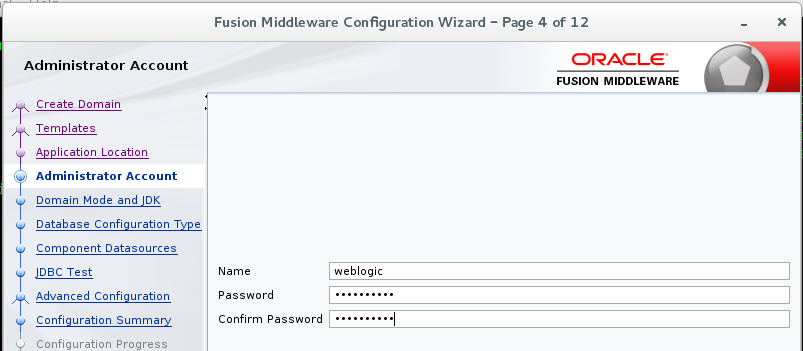 Fusion Middleware Configuration Wizard – Page 4 of 12
Administrator Account
ORACLE
FUSION MIDDLEWARE
Create Domain
Templates
Application Location
Administrator Account
Domain Mode and JDK
Database Configuration Type
Component Datasources
JDBC Test
Advanced Configuration
Configuration Summary
Configuration Progress
Name weblogic
Password ••••••••••
Confirm Password ••••••••••